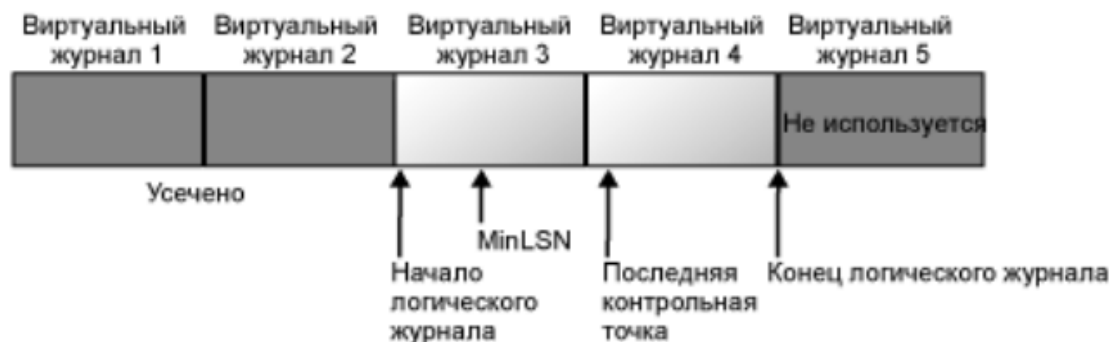 Виртуальный журнал 1
Виртуальный журнал 2
Виртуальный журнал 3
Виртуальный журнал 4
Виртуальный журнал 5
Не используется
Усечено
MinLSN
Начало
логического
журнала
Последняя
контрольная
точка
Конец логического журнала